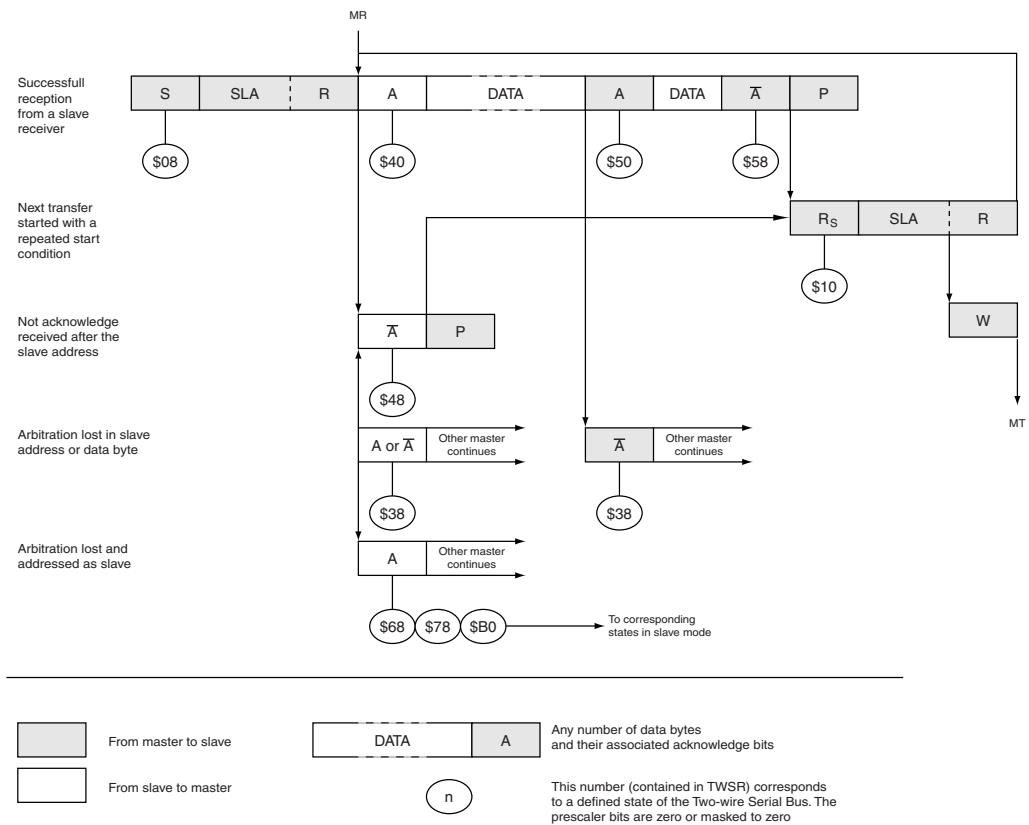 MR
Successfull
reception
from a slave
receiver
S SLA R A DATA A DATA A̅ P
$08 $40 $50 $58
Next transfer
started with a
repeated start
condition
RS SLA R
$10
Not acknowledge
received after the
slave address
A̅ P
W
$48
MT
Arbitration lost in slave
address or data byte
A or A̅
Other master
continues
A̅
Other master
continues
$38 $38
Arbitration lost and
addressed as slave
A
Other master
continues
$68 $78 $B0
To corresponding
states in slave mode
From master to slave
DATA A
Any number of data bytes
and their associated acknowledge bits
From slave to master
n
This number (contained in TWSR) corresponds
to a defined state of the Two-wire Serial Bus. The
prescaler bits are zero or masked to zero